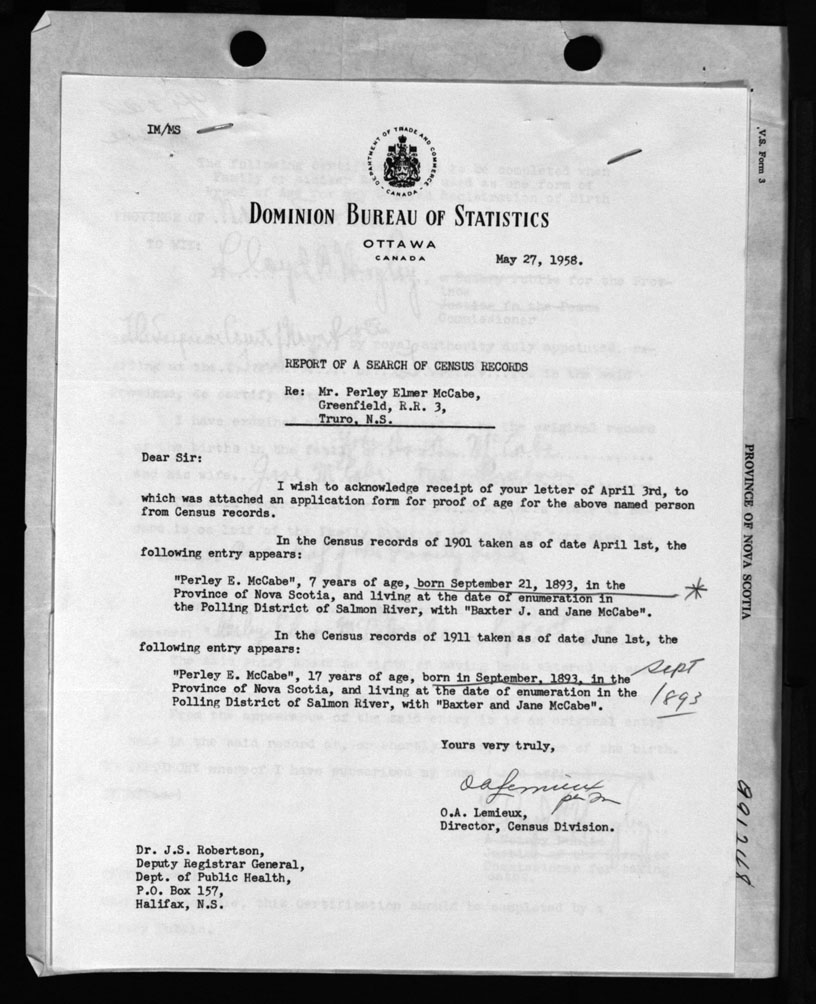 IM/MS
DEPARTMENT OF TRADE AND COMMERCE
CANADA
DOMINION BUREAU OF STATISTICS
OTTAWA
CANADA
May 27, 1958.
REPORT OF A SEARCH OF CENSUS RECORDS
Re: Mr. Perley Elmer McCabe,
Greenfield, R.R. 3,
Truro, N.S.
Dear Sir:
I wish to acknowledge receipt of your letter of April 3rd, to
which was attached an application form for proof of age for the above named person
from Census records.
In the Census records of 1901 taken as of date April 1st, the
following entry appears:
"Perley E. McCabe", 7 years of age, born September 21, 1893, in the
Province of Nova Scotia, and living at the date of enumeration in
the Polling District of Salmon River, with "Baxter J. and Jane McCabe".
In the Census records of 1911 taken as of date June 1st, the
following entry appears:
"Perley E. McCabe", 17 years of age, born in September, 1893, in the
Province of Nova Scotia, and living at the date of enumeration in the
Polling District of Salmon River, with "Baxter and Jane McCabe".
Sept
1893
Yours very truly,
O A Lemieux
O.A. Lemieux,
Director, Census Division.
Dr. J.S. Robertson,
Deputy Registrar General,
Dept. of Public Health,
P.O. Box 157,
Halifax, N.S.
V.S. Form 3
PROVINCE OF NOVA SCOTIA